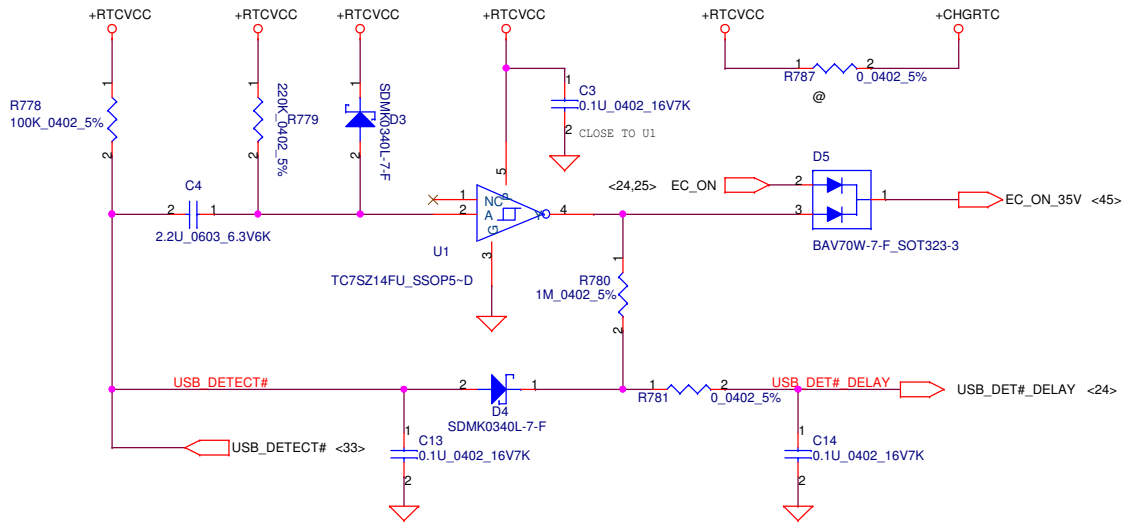 +RTCVCC +RTCVCC +RTCVCC +RTCVCC +RTCVCC +CHGRTC
1 1 1 1 2
R787 0_0402_5%
@
R778
100K_0402_5%
2
220K_0402_5%
R779
2
SDMK0340L-7-F
D3
2
1
C3
0.1U_0402_16V7K
2 CLOSE TO U1
5
P
C4
2 1
2.2U_0603_6.3V6K
1 NC
2 A Y 4
G
3
U1
TC7SZ14FU_SSOP5~D
<24,25> EC_ON 2
3
D5
1 EC_ON_35V <45>
BAV70W-7-F_SOT323-3
1
R780
1M_0402_5%
2
USB_DETECT# 2 1
D4
SDMK0340L-7-F
1 2
R781 0_0402_5%
USB_DET#_DELAY USB_DET#_DELAY <24>
USB_DETECT# <33>
1
C13
0.1U_0402_16V7K
2
1
C14
0.1U_0402_16V7K
2